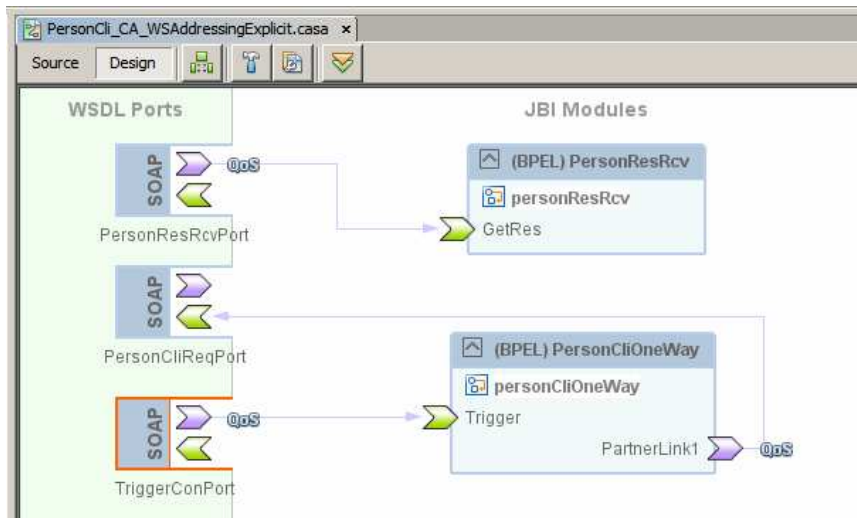 PersonCli_CA_WSAddressingExplicit.casa x
Source Design
WSDL Ports
JBI Modules
SOAP
QoS
PersonResRcvPort
(BPEL) PersonResRcv
personResRcv
GetRes
SOAP
PersonCliReqPort
(BPEL) PersonCliOneWay
personCliOneWay
SOAP
QoS
Trigger
PartnerLink1
QoS
TriggerConPort